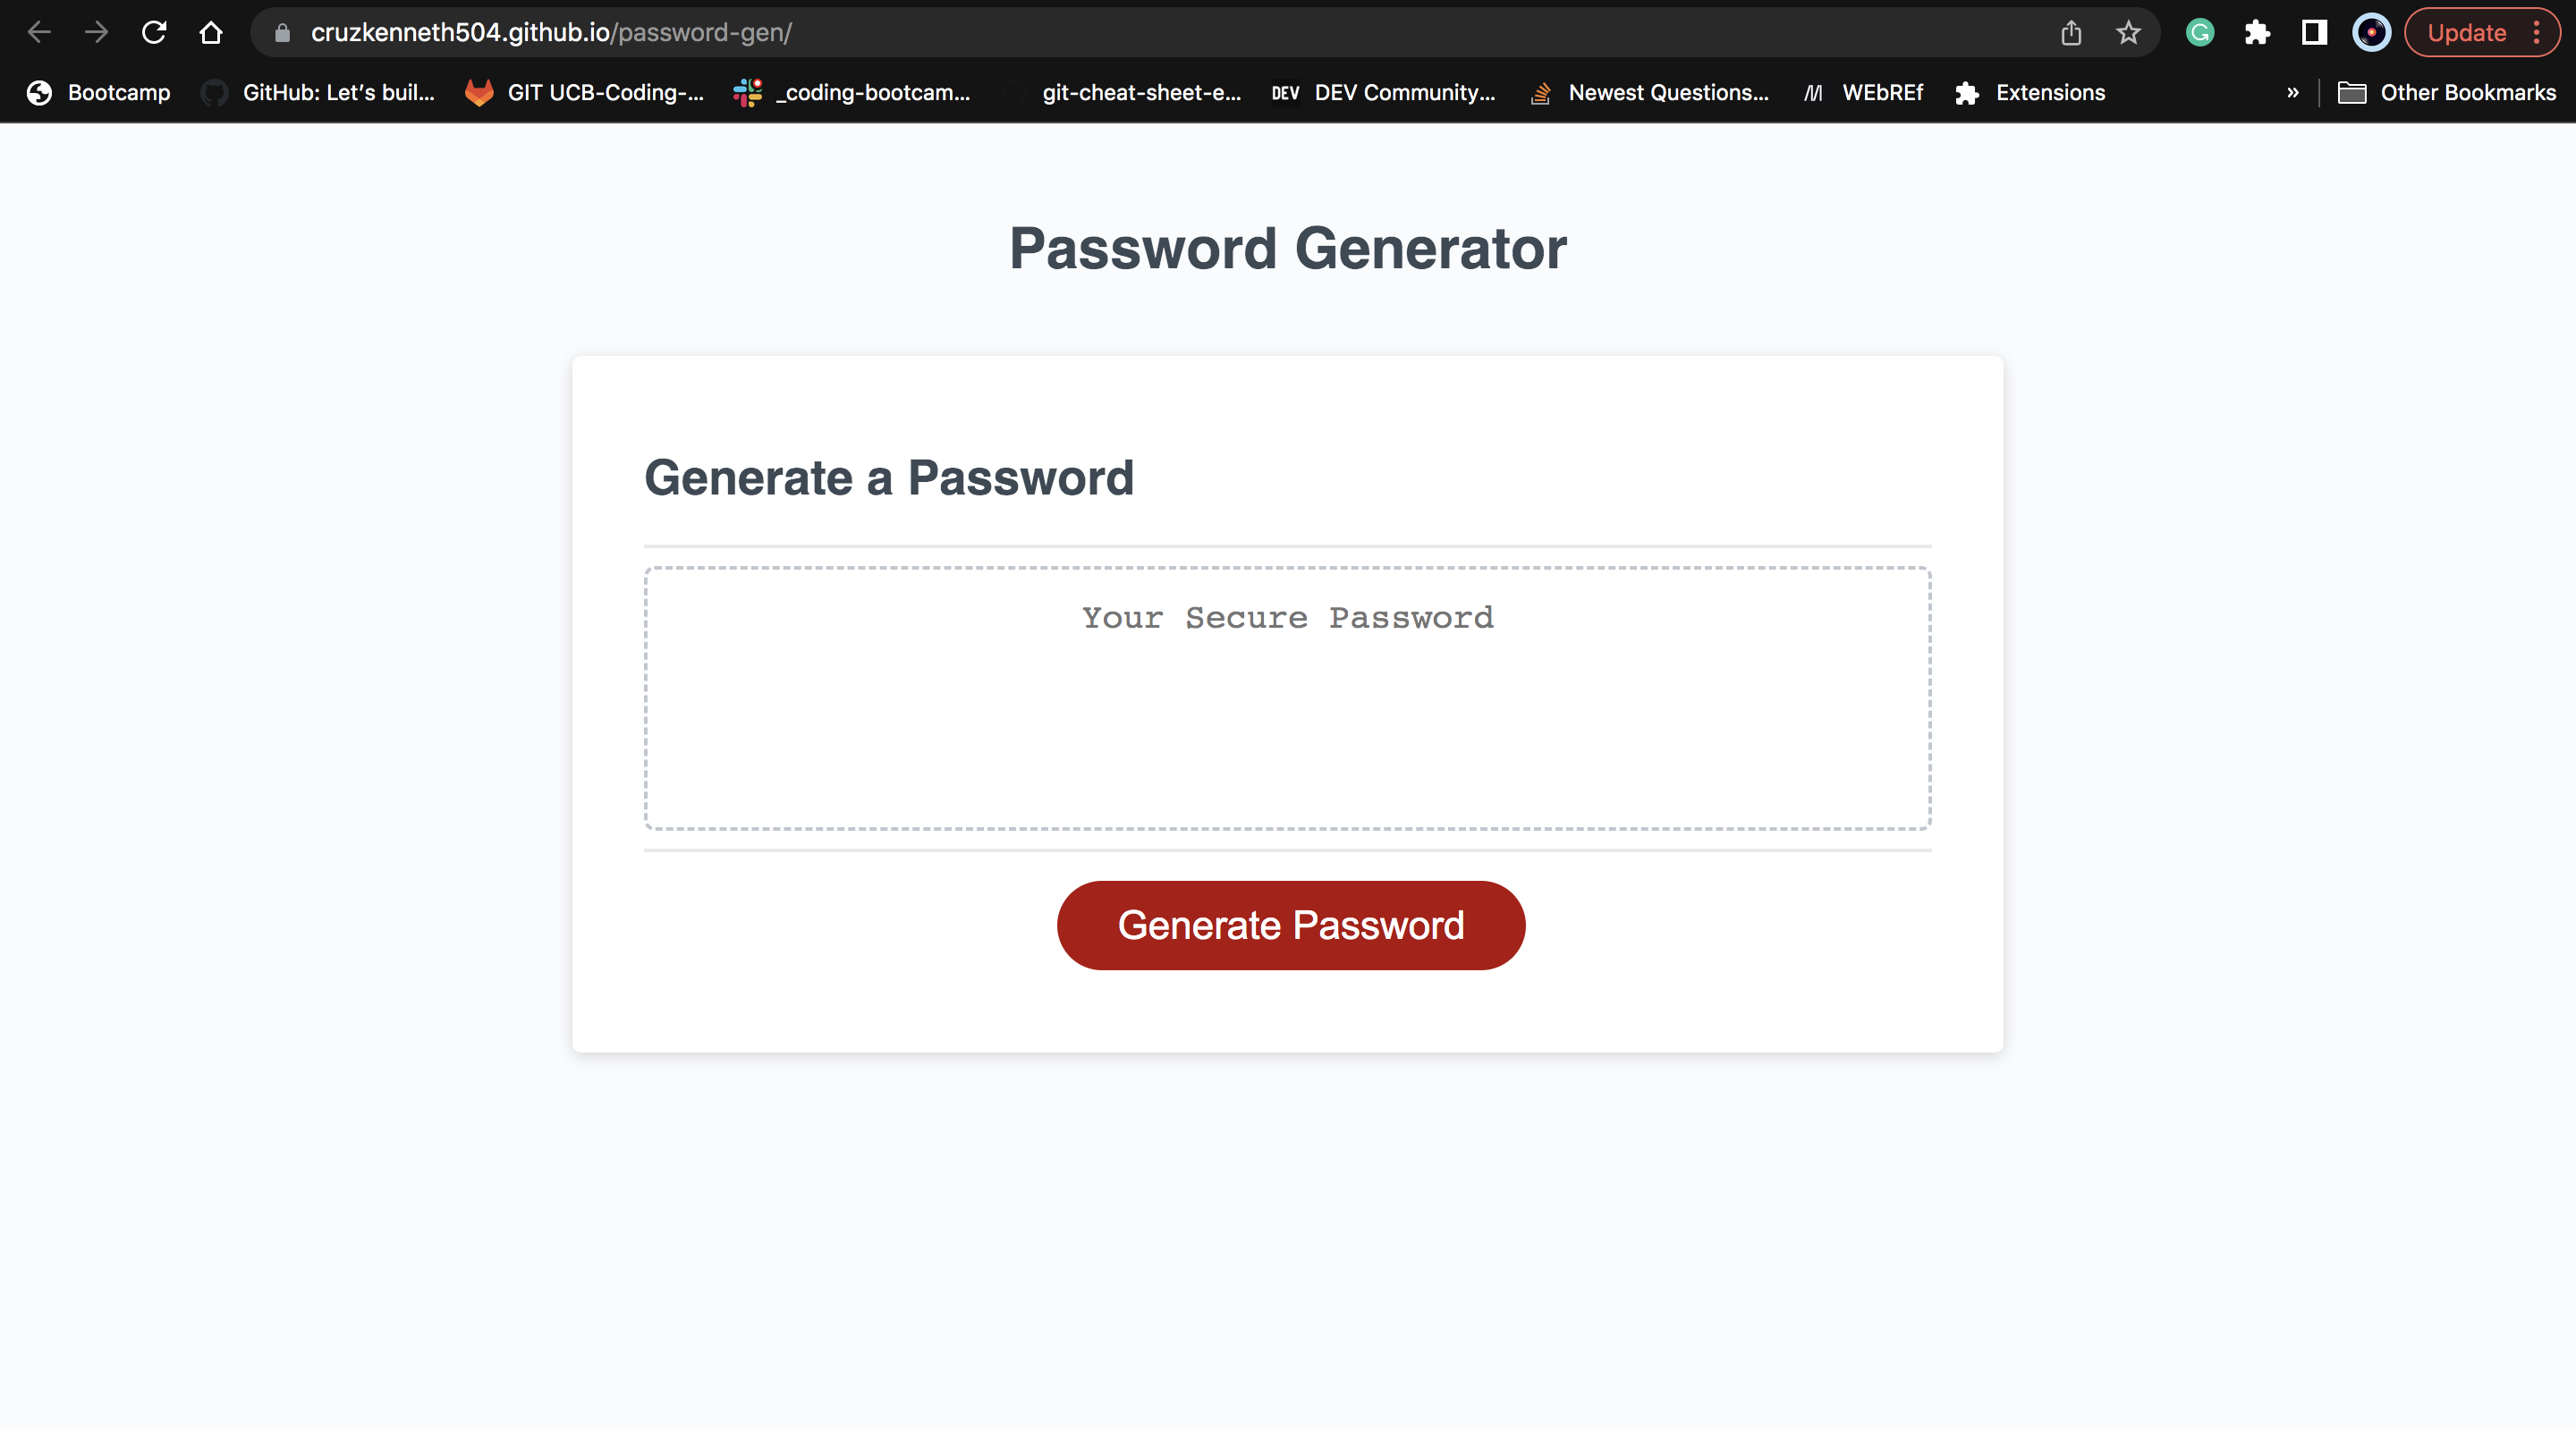 cruzkenneth504.github.io/password-gen/
Update
Bootcamp GitHub: Let's buil... GIT UCB-Coding-... _coding-bootcam... git-cheat-sheet-e... DEV DEV Community... Newest Questions... WEbREf Extensions » Other Bookmarks
Password Generator
Generate a Password
Your Secure Password
Generate Password